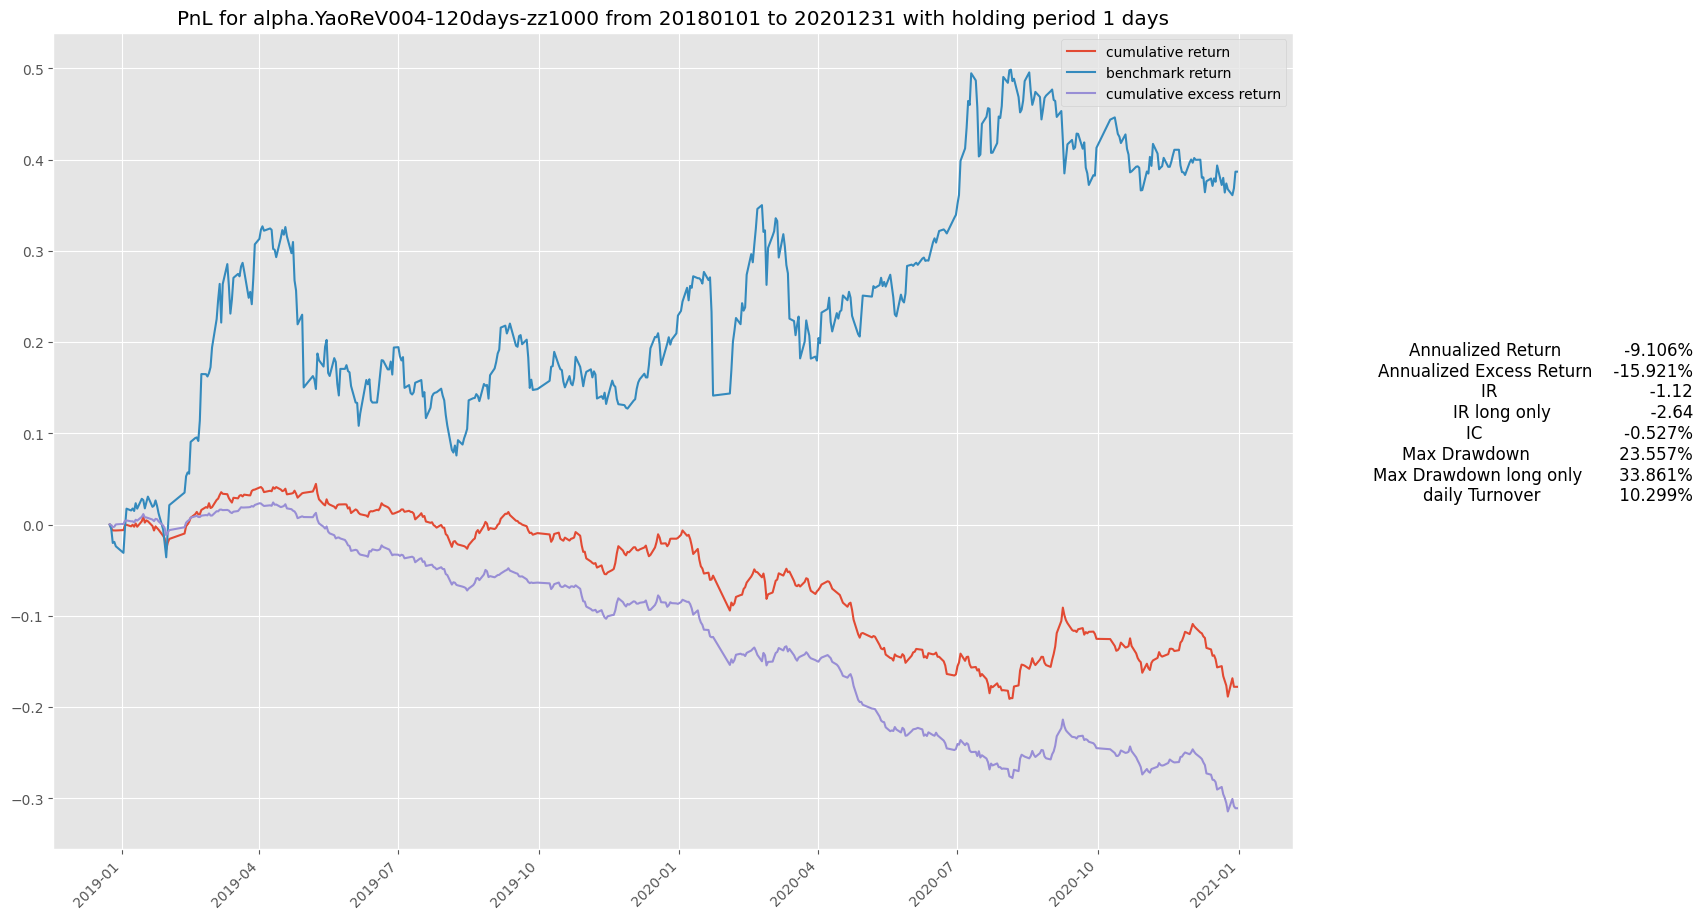 PnL for alpha.YaoReV004-120days-zz1000 from 20180101 to 20201231 with holding period 1 days
cumulative return
benchmark return
cumulative excess return
0.5
0.4
0.3
0.2
0.1
0.0
−0.1
−0.2
−0.3
2019-01
2019-04
2019-07
2019-10
2020-01
2020-04
2020-07
2020-10
2021-01
Annualized Return -9.106%
Annualized Excess Return -15.921%
IR -1.12
IR long only -2.64
IC -0.527%
Max Drawdown 23.557%
Max Drawdown long only 33.861%
daily Turnover 10.299%